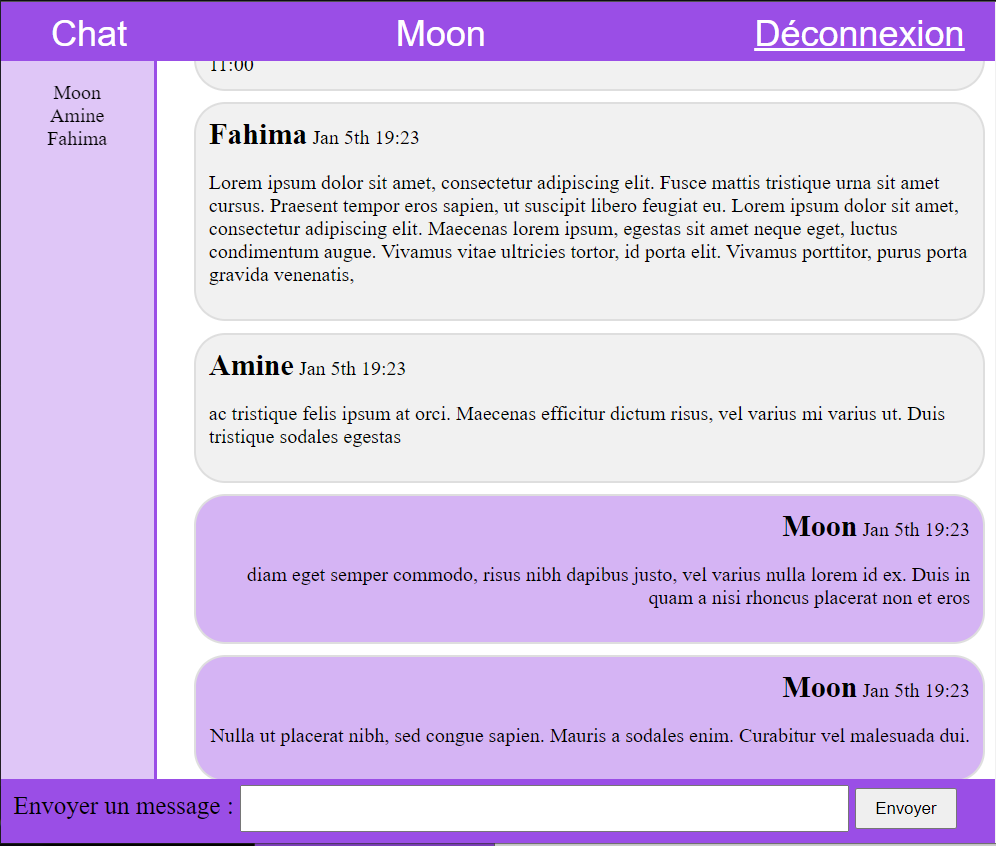 Chat Moon Déconnexion
Moon
Amine
Fahima
11:00
Fahima Jan 5th 19:23
Lorem ipsum dolor sit amet, consectetur adipiscing elit. Fusce mattis tristique urna sit amet
cursus. Praesent tempor eros sapien, ut suscipit libero feugiat eu. Lorem ipsum dolor sit amet,
consectetur adipiscing elit. Maecenas lorem ipsum, egestas sit amet neque eget, luctus
condimentum augue. Vivamus vitae ultricies tortor, id porta elit. Vivamus porttitor, purus porta
gravida venenatis,
Amine Jan 5th 19:23
ac tristique felis ipsum at orci. Maecenas efficitur dictum risus, vel varius mi varius ut. Duis
tristique sodales egestas
Moon Jan 5th 19:23
diam eget semper commodo, risus nibh dapibus justo, vel varius nulla lorem id ex. Duis in
quam a nisi rhoncus placerat non et eros
Moon Jan 5th 19:23
Nulla ut placerat nibh, sed congue sapien. Mauris a sodales enim. Curabitur vel malesuada dui.
Envoyer un message : Envoyer